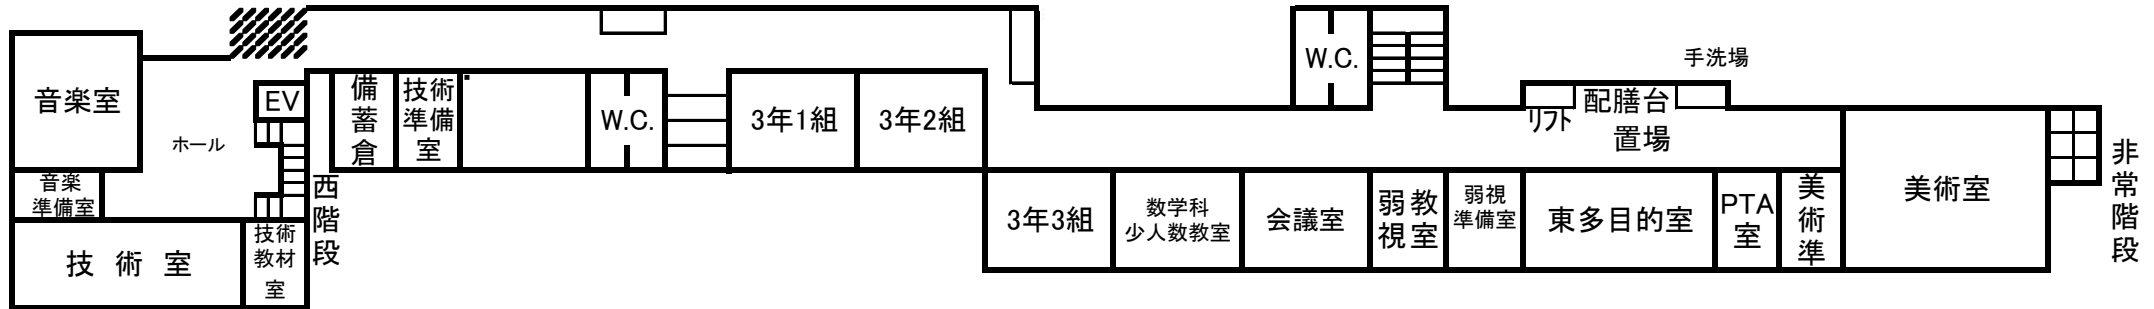 音楽室
EV
ホール
音楽
準備室
技 術 室
技術
教材
室
西階段
備蓄倉
技術
準備
室
W.C.
3年1組
3年2組
W.C.
手洗場
リフト
配膳台
置場
3年3組
数学科
少人数教室
会議室
弱視
教室
弱視
準備室
東多目的室
PTA
室
美術準
美術室
非常階段